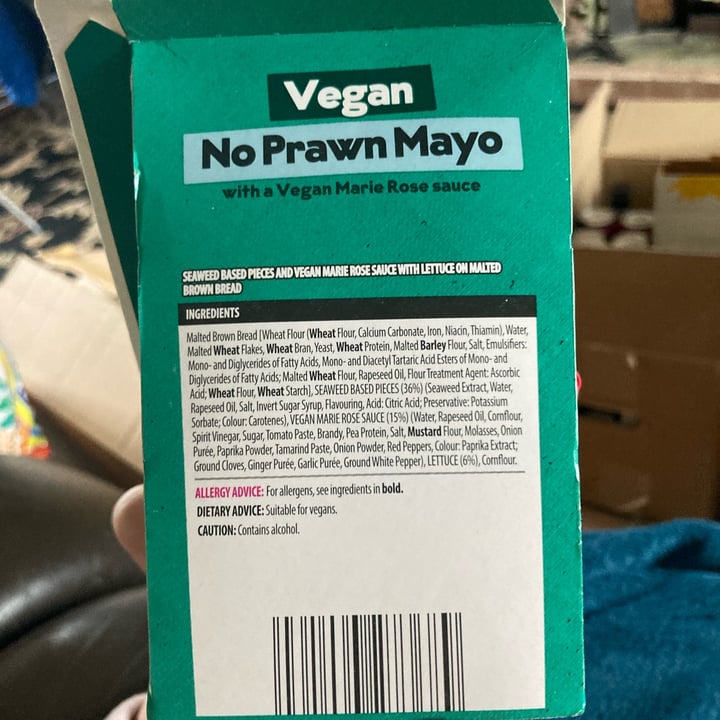 Vegan
No Prawn Mayo
with a Vegan Marie Rose sauce
SEAWEED BASED PIECES AND VEGAN MARIE ROSE SAUCE WITH LETTUCE ON MALTED
BROWN BREAD
INGREDIENTS
Malted Brown Bread [Wheat Flour (Wheat Flour, Calcium Carbonate, Iron, Niacin, Thiamin), Water,
Malted Wheat Flakes, Wheat Bran, Yeast, Wheat Protein, Malted Barley Flour, Salt, Emulsifiers:
Mono- and Diglycerides of Fatty Acids, Mono- and Diacetyl Tartaric Acid Esters of Mono- and
Diglycerides of Fatty Acids; Malted Wheat Flour, Rapeseed Oil, Flour Treatment Agent: Ascorbic
Acid; Wheat Flour, Wheat Starch], SEAWEED BASED PIECES (36%) (Seaweed Extract, Water,
Rapeseed Oil, Salt, Invert Sugar Syrup, Flavouring, Acid: Citric Acid; Preservative: Potassium
Sorbate; Colour: Carotenes), VEGAN MARIE ROSE SAUCE (15%) (Water, Rapeseed Oil, Cornflour,
Spirit Vinegar, Sugar, Tomato Paste, Brandy, Pea Protein, Salt, Mustard Flour, Molasses, Onion
Purée, Paprika Powder, Tamarind Paste, Onion Powder, Red Peppers, Colour: Paprika Extract;
Ground Cloves, Ginger Purée, Garlic Purée, Ground White Pepper), LETTUCE (6%), Cornflour.
ALLERGY ADVICE: For allergens, see ingredients in bold.
DIETARY ADVICE: Suitable for vegans.
CAUTION: Contains alcohol.